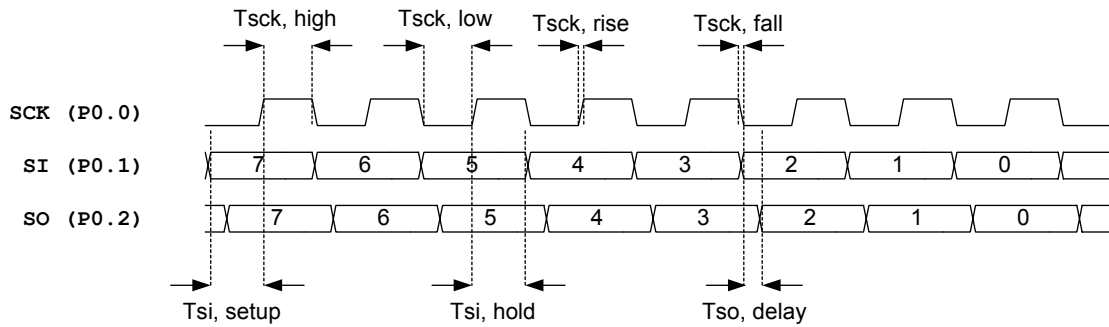 Tsck, high Tsck, low Tsck, rise Tsck, fall
SCK (P0.0)
SI (P0.1) 7 6 5 4 3 2 1 0
SO (P0.2) 7 6 5 4 3 2 1 0
Tsi, setup Tsi, hold Tso, delay